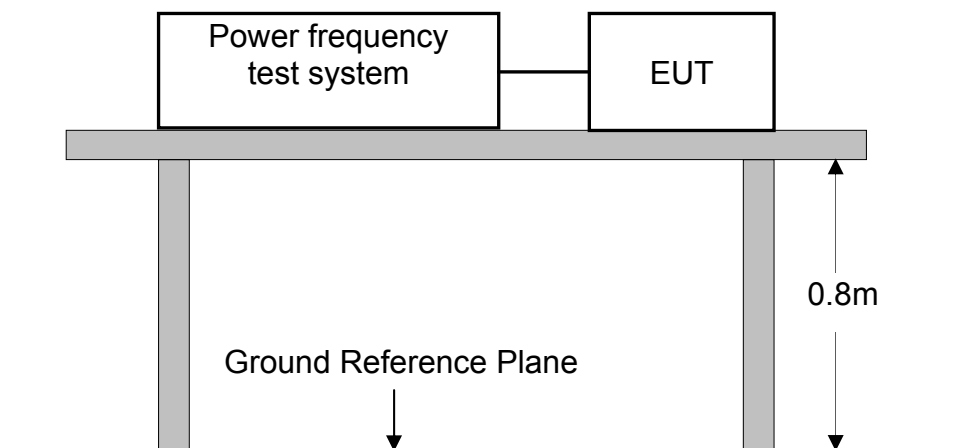 Power frequency
test system
EUT
0.8m
Ground Reference Plane